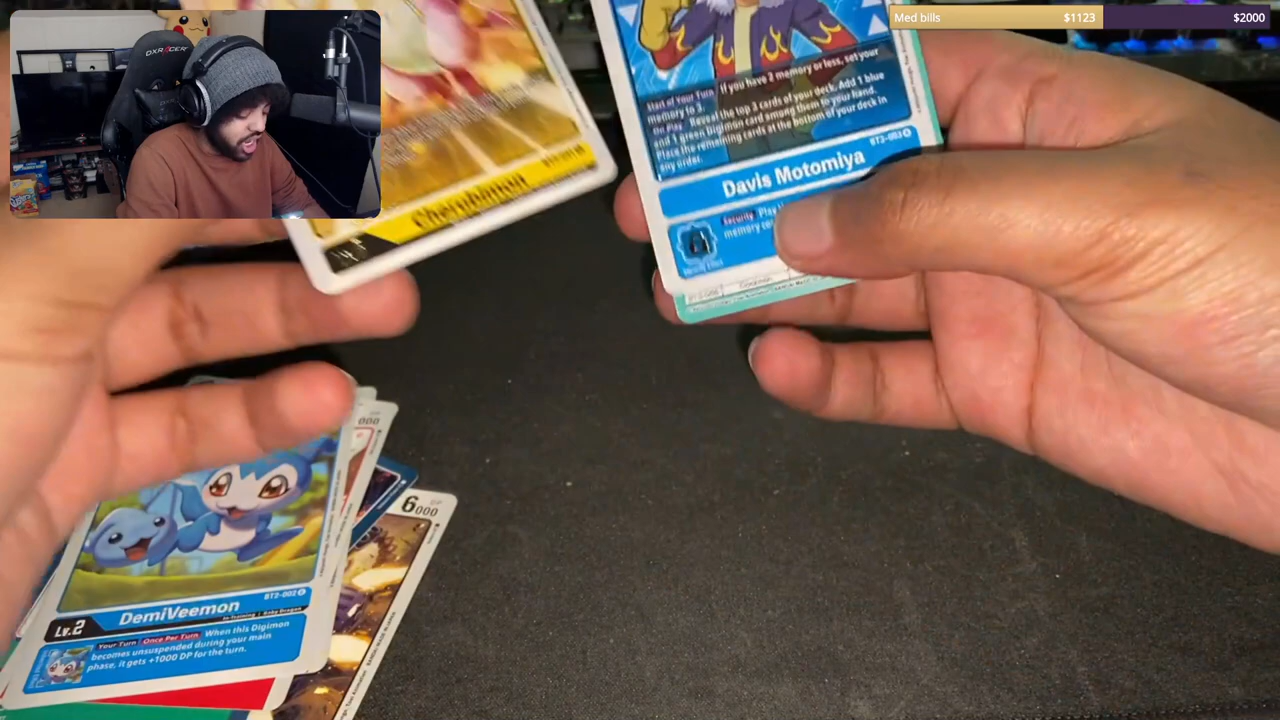 DXRACER
Med bills $1123 $2000
Start of Your Turn If you have 2 memory or less, set your
memory to 3.
On Play Reveal the top 3 cards of your deck. Add 1 blue
and 1 green digimon card among them to your hand.
Place the remaining cards at the bottom of your deck in
any order.
Davis Motomiya
Security Play
memory
Cherubimon
6000
000
DemiVeemon
BT2-002
Lv.2
In-Training Baby Dragon
Your Turn Once Per Turn When this Digimon
becomes unsuspended during your main
phase, it gets +1000 DP for the turn.